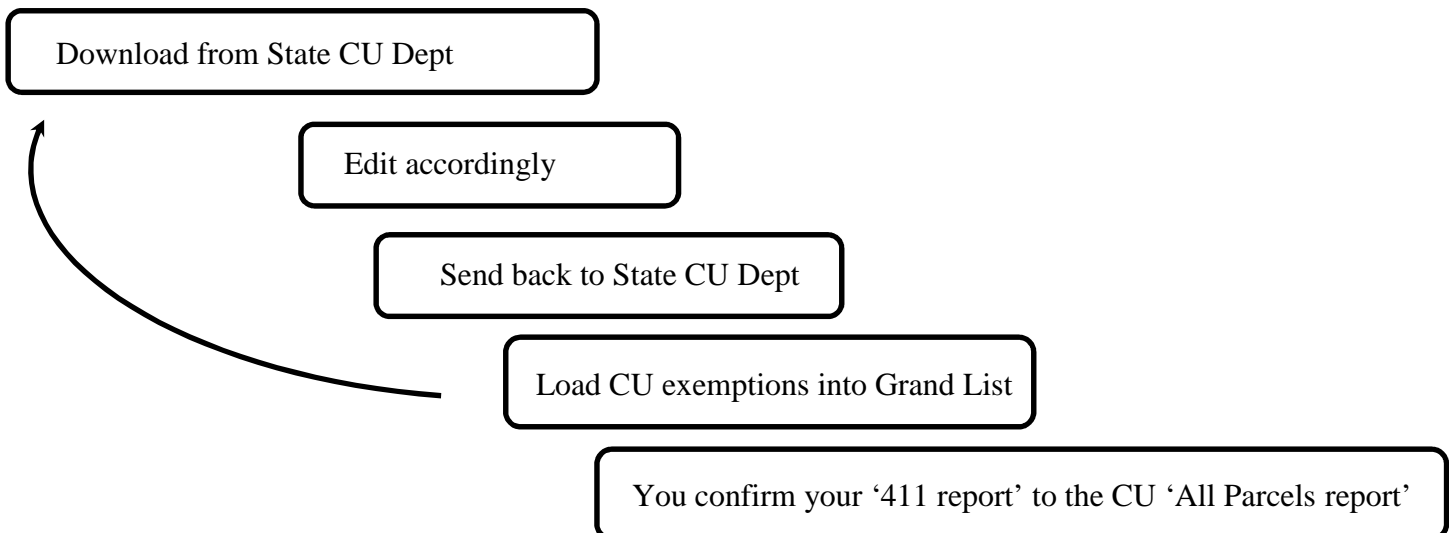 Download from State CU Dept
Edit accordingly
Send back to State CU Dept
Load CU exemptions into Grand List
You confirm your ‘411 report’ to the CU ‘All Parcels report’